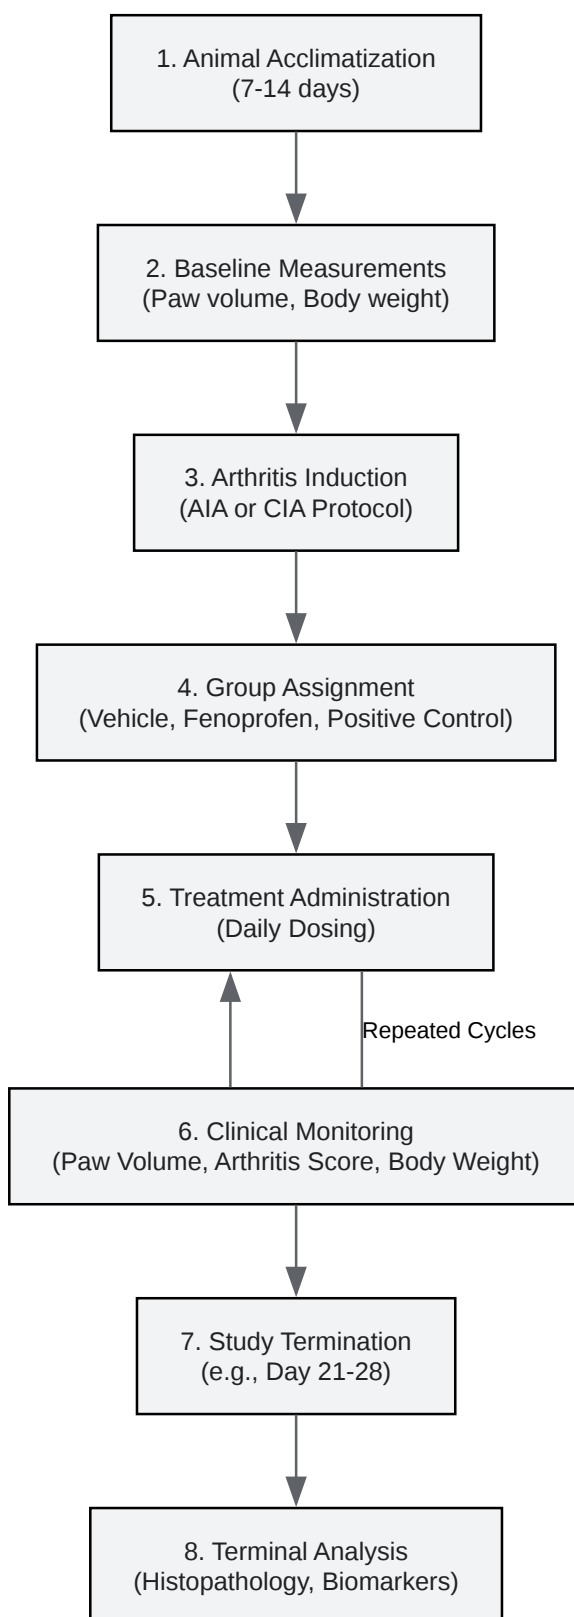 1. Animal Acclimatization
(7-14 days)
2. Baseline Measurements
(Paw volume, Body weight)
3. Arthritis Induction
(AIA or CIA Protocol)
4. Group Assignment
(Vehicle, Fenoprofen, Positive Control)
5. Treatment Administration
(Daily Dosing)
Repeated Cycles
6. Clinical Monitoring
(Paw Volume, Arthritis Score, Body Weight)
7. Study Termination
(e.g., Day 21-28)
8. Terminal Analysis
(Histopathology, Biomarkers)